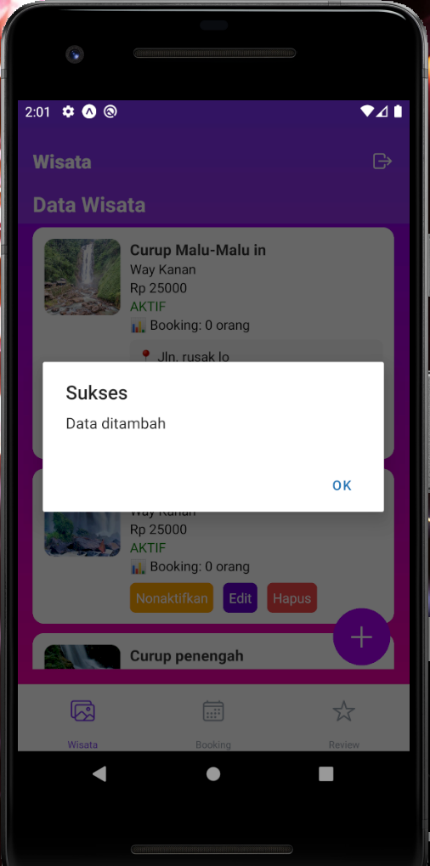 2:01
Wisata
Data Wisata
Curup Malu-Malu in
Way Kanan
Rp 25000
AKTIF
📊 Booking: 0 orang
📍 Jln. rusak lo
Sukses
Data ditambah
OK
Way Kanan
Rp 25000
AKTIF
📊 Booking: 0 orang
Nonaktifkan Edit Hapus
Curup penengah
Wisata Booking Review